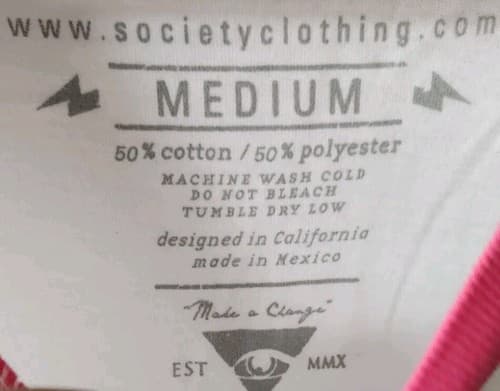 www.societyclothing.com
MEDIUM
50% cotton / 50% polyester
MACHINE WASH COLD
DO NOT BLEACH
TUMBLE DRY LOW
designed in California
made in Mexico
"Made a Change"
EST MMX